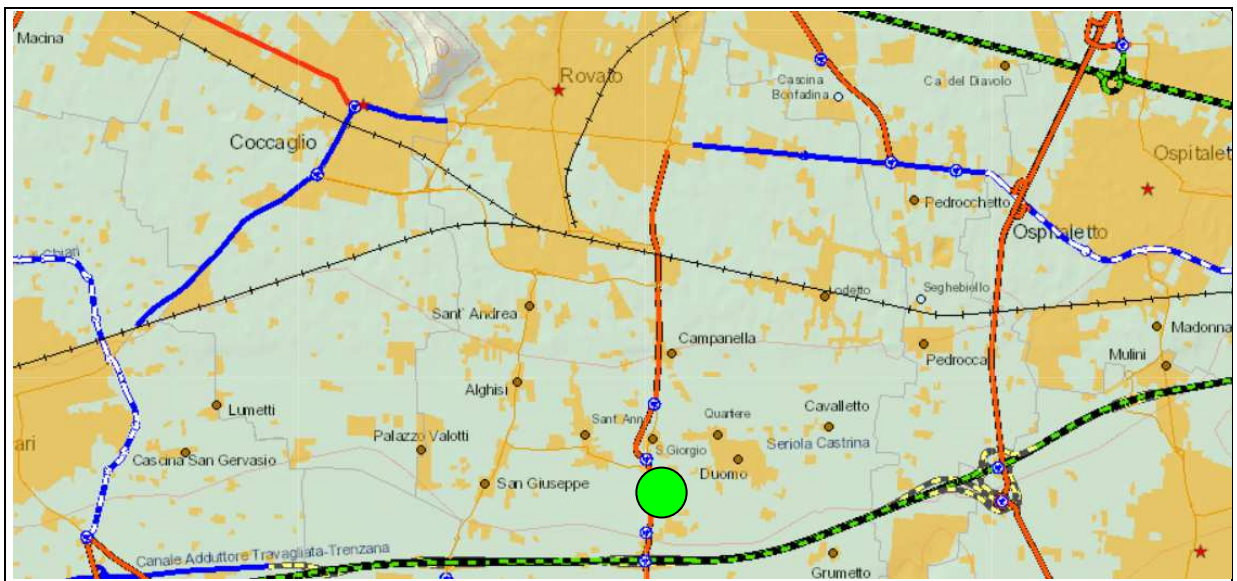 Macina
Rovato
Cascina
Bonfadina
Ca. del Diavolo
Coccaglio
Ospitalet
Pedrocchetto
Ospitaletto
Chiari
Seghebiello
Lodetto
Sant' Andrea
Campanella
Madonna
Pedrocca
Mulini
Alghisi
Lumetti
Quartiere
Cavalletto
Sant' Ann
ari
Palazzo Valotti
S.Giorgio
Seriola Castrina
Cascina San Gervasio
Duomo
San Giuseppe
Canale Adduttore Travagliata-Trenzana
Grumetto